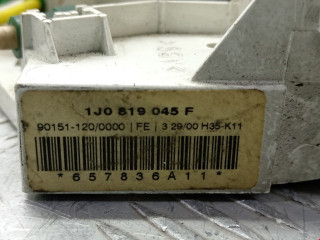 1J0 819 045 F
90151-120/0000 | FE | 3 29/00 H35-K11
*657836A11*